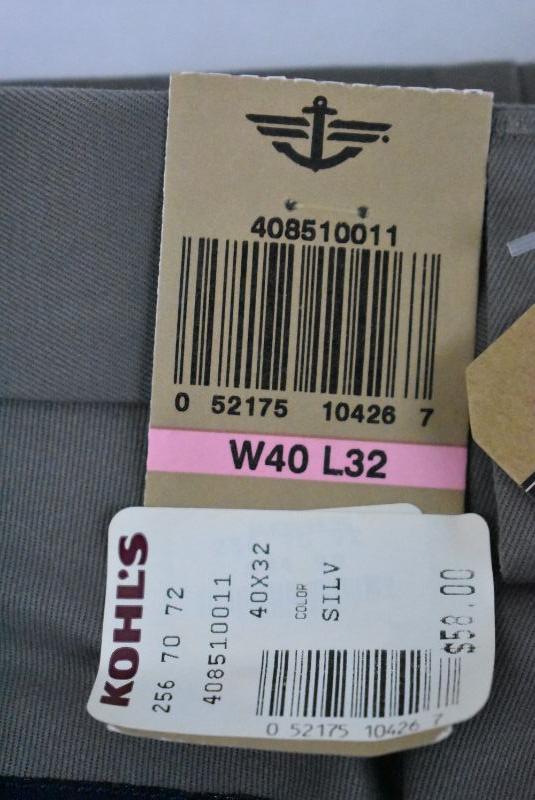 408510011
0 52175 10426 7
W40 L32
KOHL'S
256 70 72
408510011
40X32
COLOR
SILV
0 52175 10426 7
$58.00